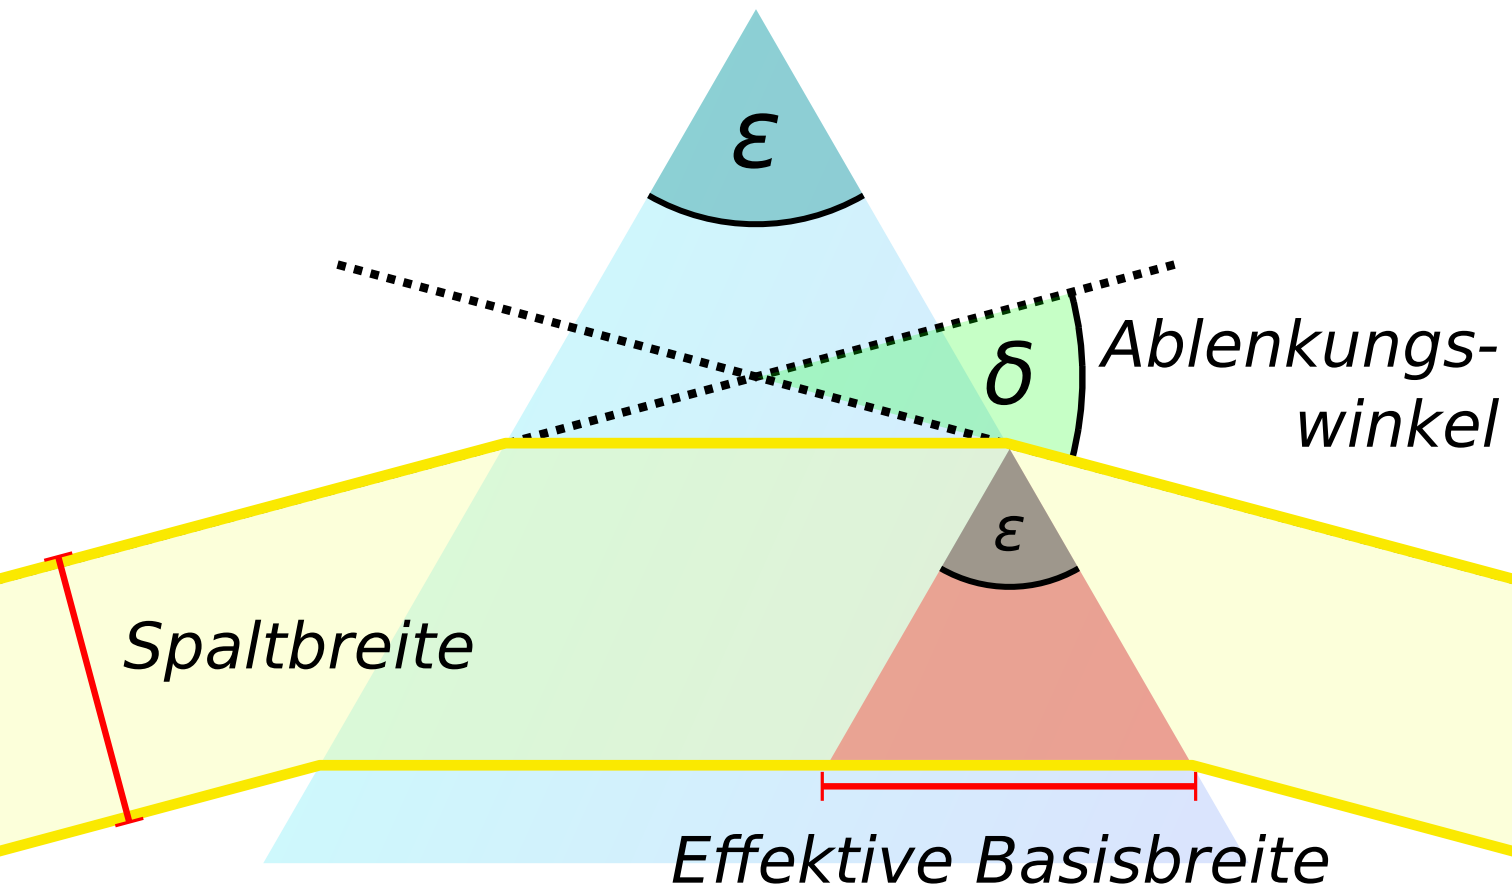 ε
δ
Ablenkungs-
winkel
ε
Spaltbreite
Effektive Basisbreite